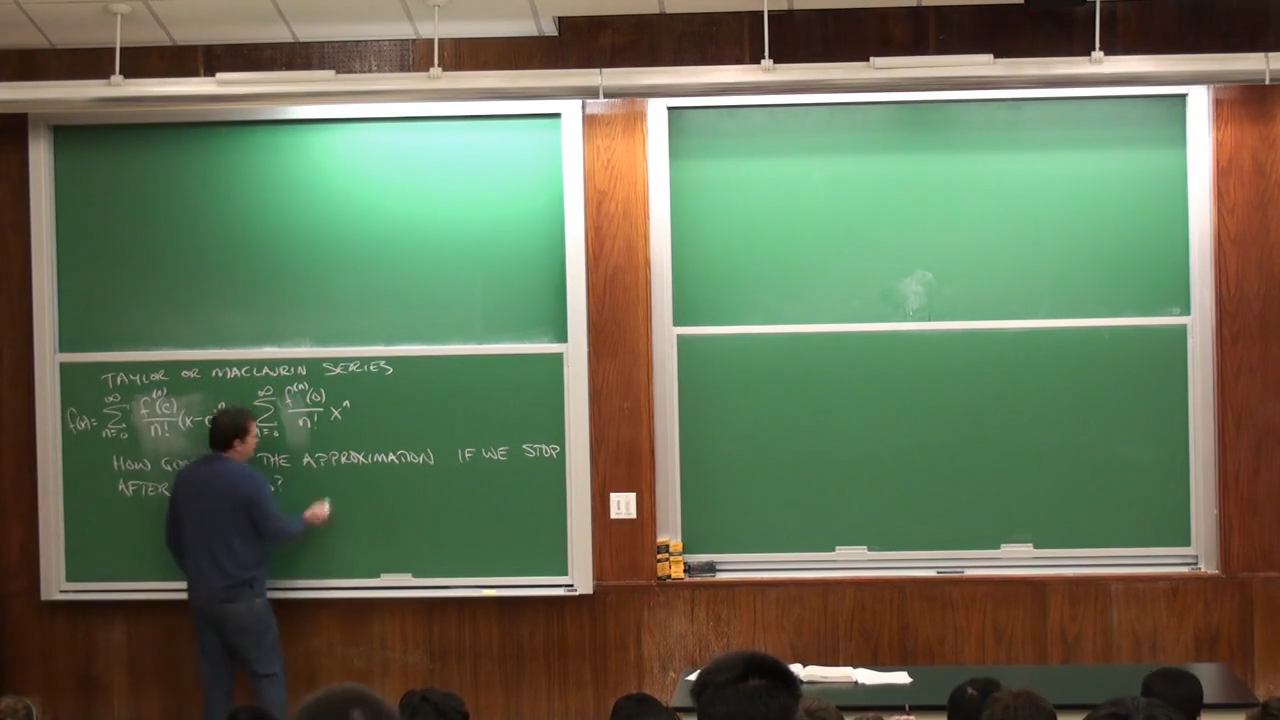 TAYLOR OR MACLAURIN SERIES
f(x) = ∞ Σ n=0 f^(n)(c) / n! (x-c)^n ∞ Σ n=0 f^(n)(0) / n! x^n
HOW THE APPROXIMATION IF WE STOP
AFTER ?